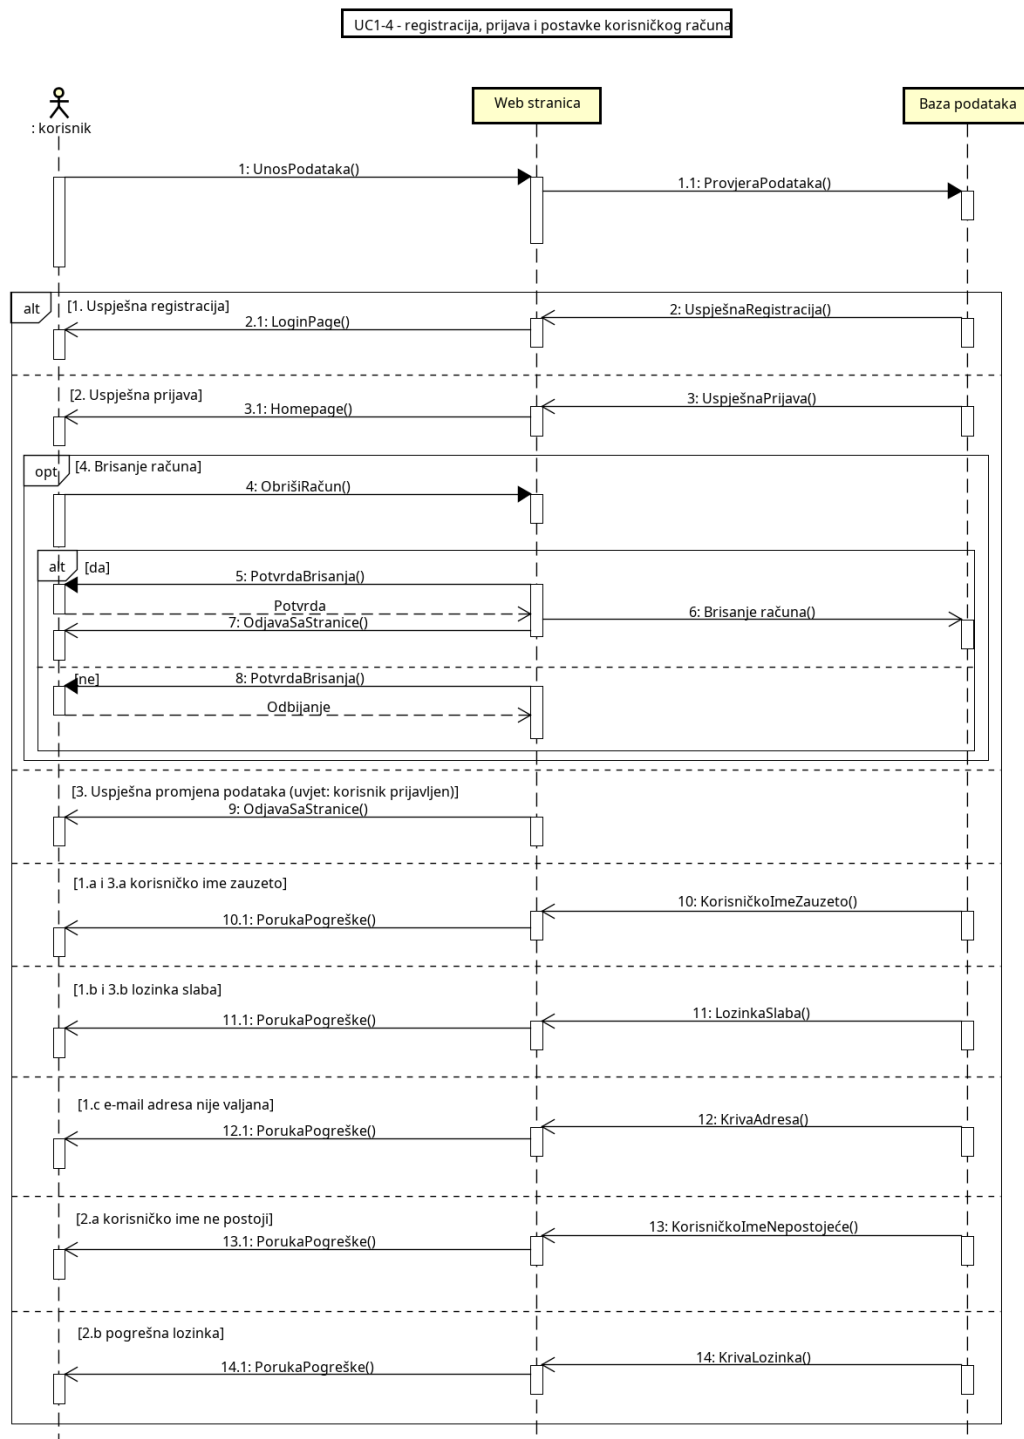 UC1-4 - registracija, prijava i postavke korisničkog računa
: korisnik
Web stranica
Baza podataka
1: UnosPodataka()
1.1: ProvjeraPodataka()
alt
[1. Uspješna registracija]
2: UspješnaRegistracija()
2.1: LoginPage()
[2. Uspješna prijava]
3: UspješnaPrijava()
3.1: Homepage()
opt
[4. Brisanje računa]
4: ObrišiRačun()
alt
[da]
5: PotvrdaBrisanja()
Potvrda
6: Brisanje računa()
7: OdjavaSaStranice()
[ne]
8: PotvrdaBrisanja()
Odbijanje
[3. Uspješna promjena podataka (uvjet: korisnik prijavljen)]
9: OdjavaSaStranice()
[1.a i 3.a korisničko ime zauzeto]
10: KorisničkoImeZauzeto()
10.1: PorukaPogreške()
[1.b i 3.b lozinka slaba]
11: LozinkaSlaba()
11.1: PorukaPogreške()
[1.c e-mail adresa nije valjana]
12: KrivaAdresa()
12.1: PorukaPogreške()
[2.a korisničko ime ne postoji]
13: KorisničkoImeNepostojeće()
13.1: PorukaPogreške()
[2.b pogrešna lozinka]
14: KrivaLozinka()
14.1: PorukaPogreške()